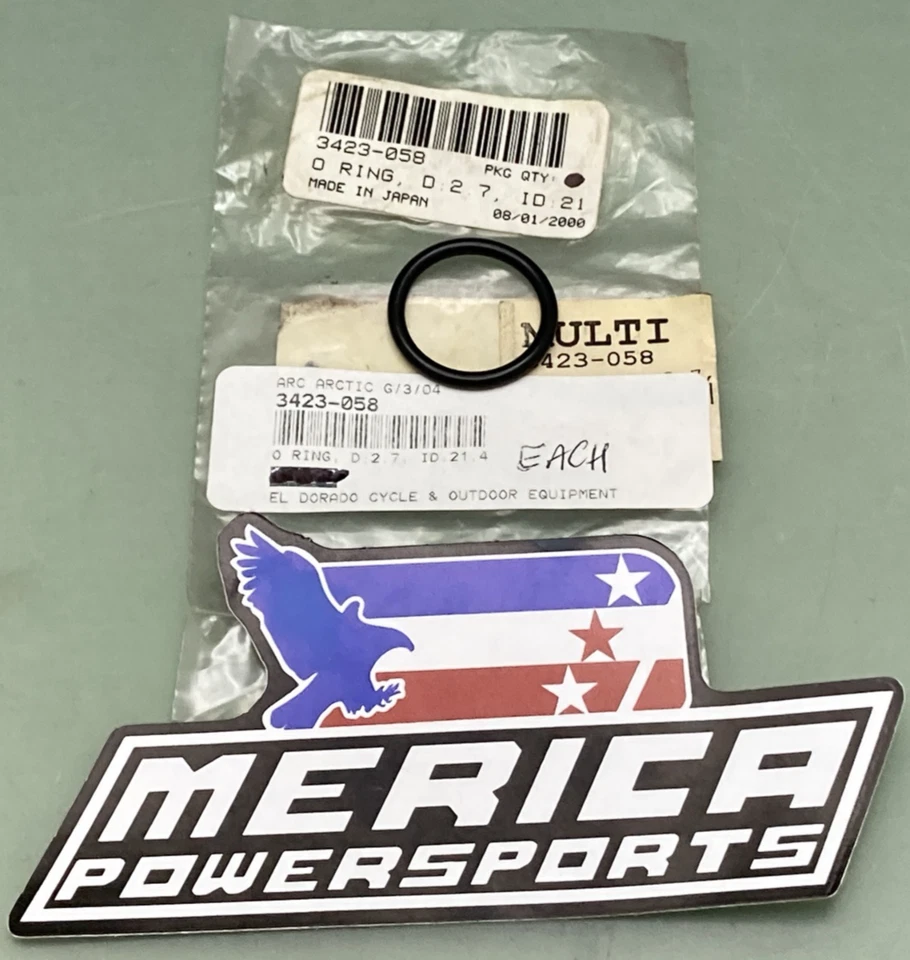 3423-058
PKG QTY:
O RING, D:2.7, ID:21
MADE IN JAPAN
08/01/2000
MULTI
423-058
ARC ARCTIC G/3/04
3423-058
O RING, D:2.7, ID:21.4
EACH
EL DORADO CYCLE & OUTDOOR EQUIPMENT
MERICA
POWERSPORTS